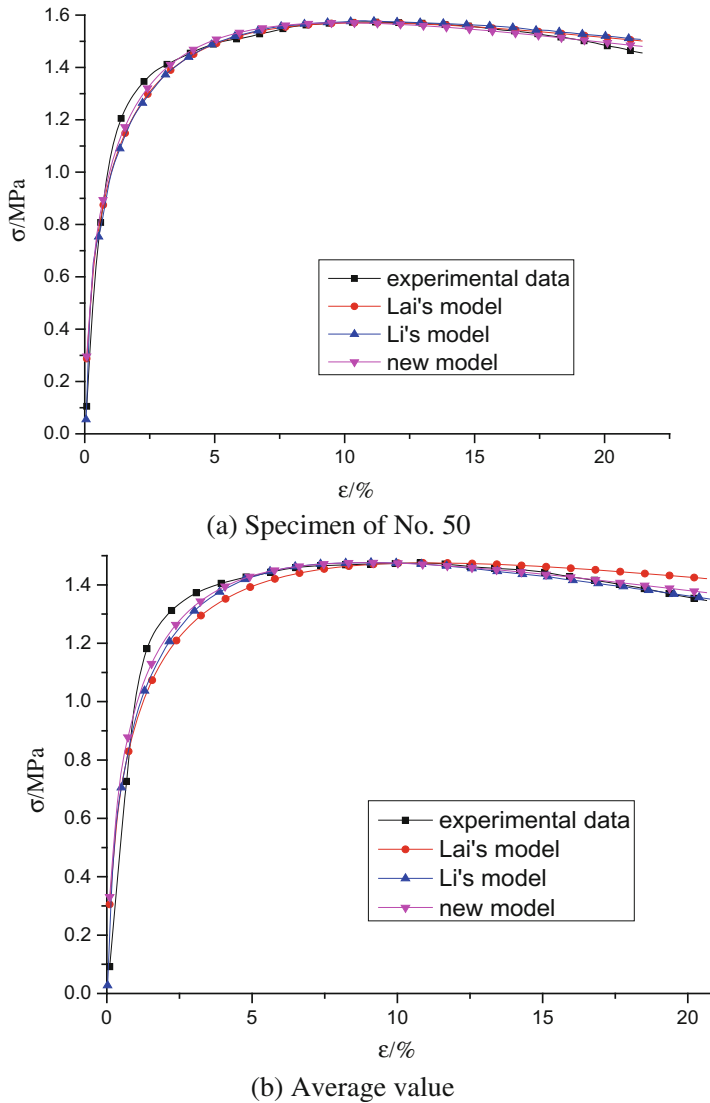 1.6
1.4
1.2
1.0
0.8
0.6
0.4
0.2
0.0
σ/MPa
experimental data
Lai's model
Li's model
new model
0 5 10 15 20
ε/%
(a) Specimen of No. 50
1.4
1.2
1.0
0.8
0.6
0.4
0.2
0.0
σ/MPa
experimental data
Lai's model
Li's model
new model
0 5 10 15 20
ε/%
(b) Average value